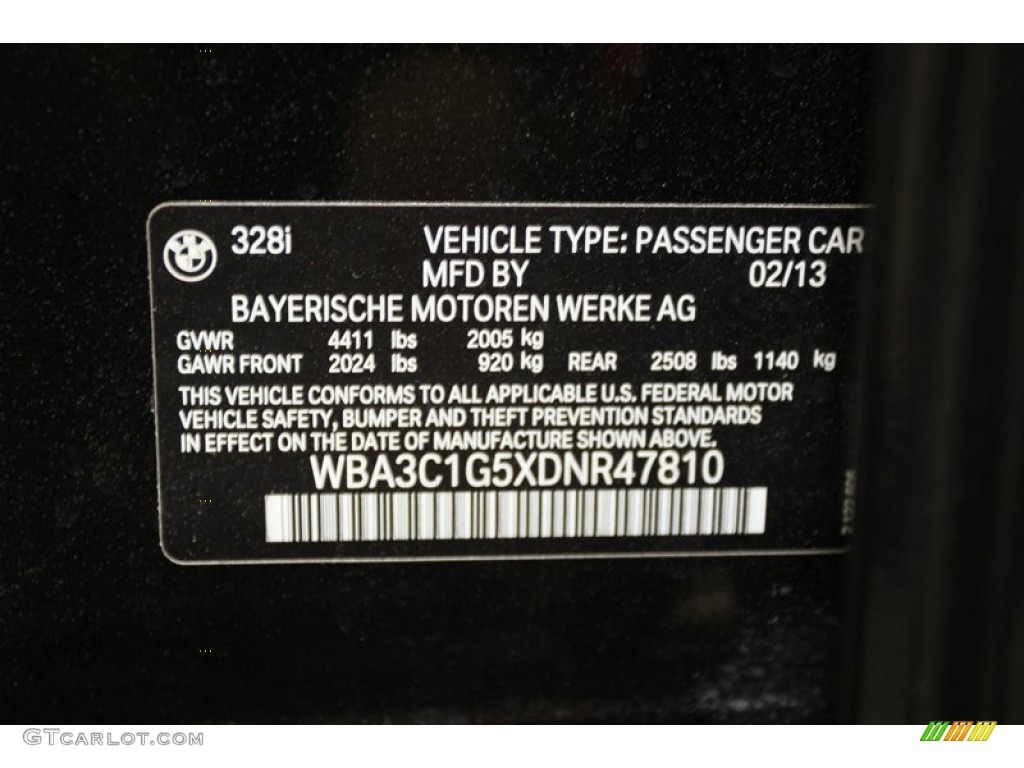 328i VEHICLE TYPE: PASSENGER CAR
MFD BY 02/13
BAYERISCHE MOTOREN WERKE AG
GVWR 4411 lbs 2005 kg
GAWR FRONT 2024 lbs 920 kg REAR 2508 lbs 1140 kg
THIS VEHICLE CONFORMS TO ALL APPLICABLE U.S. FEDERAL MOTOR
VEHICLE SAFETY, BUMPER AND THEFT PREVENTION STANDARDS
IN EFFECT ON THE DATE OF MANUFACTURE SHOWN ABOVE.
WBA3C1G5XDNR47810
GTCARLOT.COM